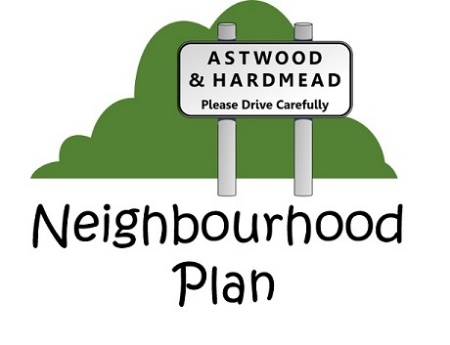 ASTWOOD
& HARDMEAD
Please Drive Carefully
Neighbourhood
Plan